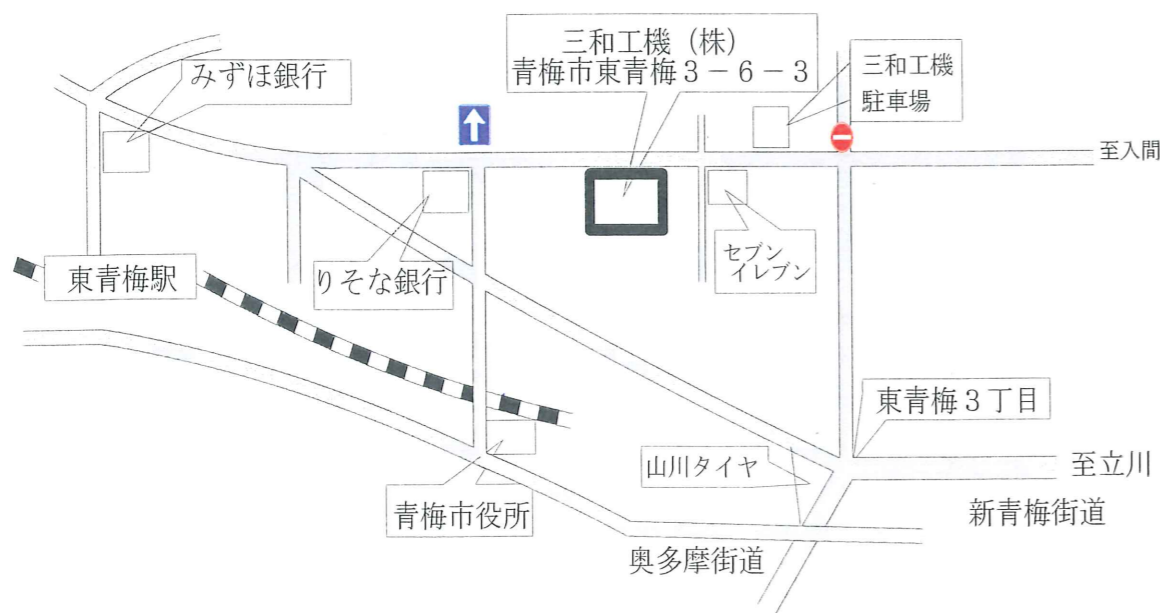 三和工機（株）
青梅市東青梅３－６－３
みずほ銀行
三和工機
駐車場
至入間
セブン
イレブン
東青梅駅
りそな銀行
東青梅３丁目
山川タイヤ
至立川
青梅市役所
新青梅街道
奥多摩街道